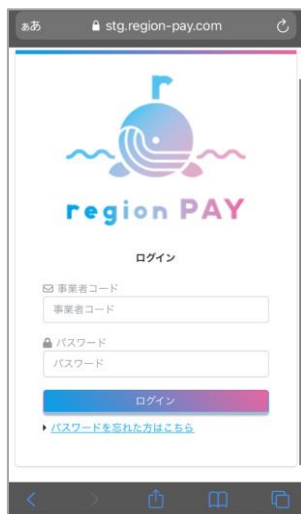 ああ stg.region-pay.com
r
region PAY
ログイン
事業者コード
事業者コード
パスワード
パスワード
ログイン
パスワードを忘れた方はこちら